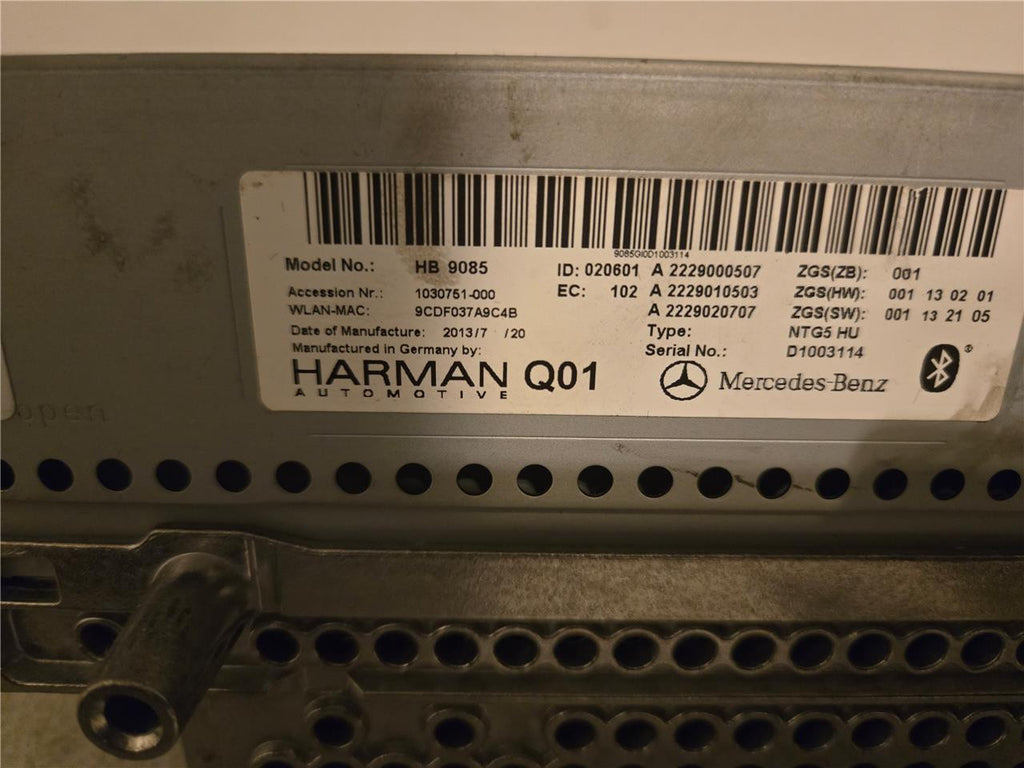 9085GI0D1003114
Model No.: HB 9085 ID: 020601 A 2229000507 ZGS(ZB): 001
Accession Nr.: 1030751-000 EC: 102 A 2229010503 ZGS(HW): 001 13 02 01
WLAN-MAC: 9CDF037A9C4B A 2229020707 ZGS(SW): 001 13 21 05
Date of Manufacture: 2013/7 /20 Type: NTG5 HU
Manufactured in Germany by: Serial No.: D1003114
HARMAN Q01 Mercedes-Benz ®
AUTOMOTIVE
open